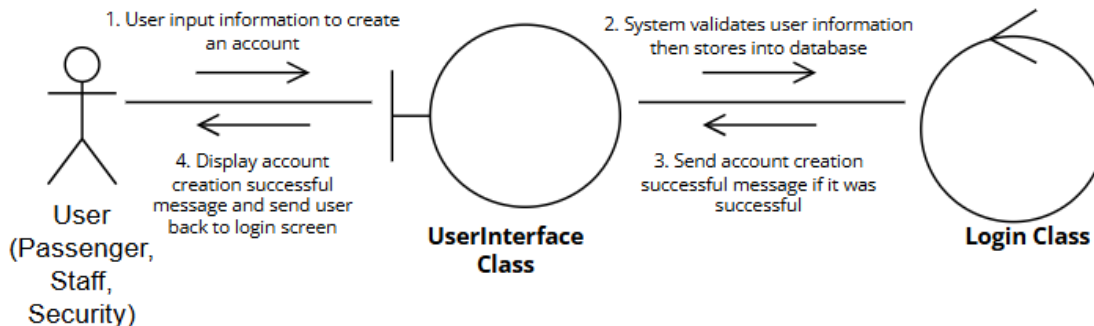 1. User input information to create
an account
2. System validates user information
then stores into database
4. Display account
creation successful
message and send user
back to login screen
3. Send account creation
successful message if it was
successful
User
(Passenger,
Staff,
Security)
UserInterface
Class
Login Class